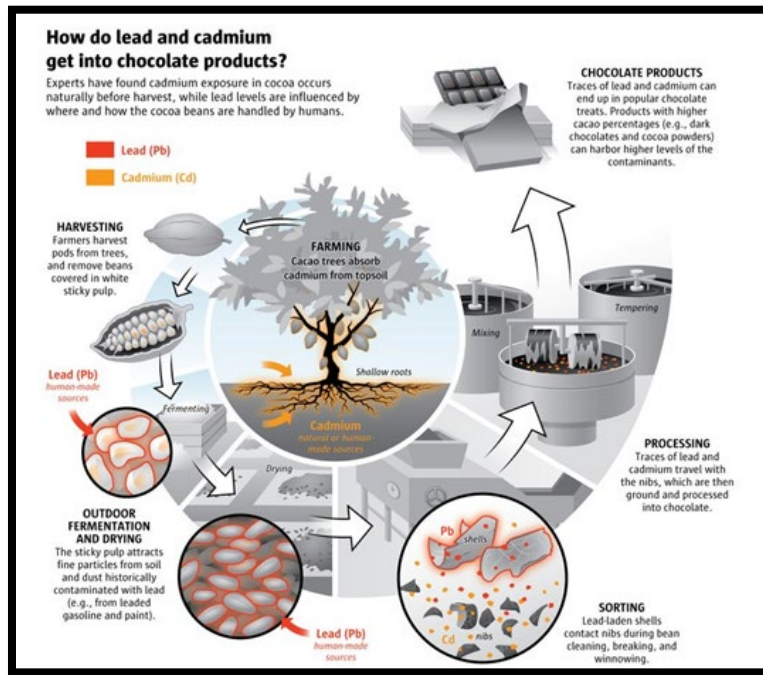 How do lead and cadmium
get into chocolate products?
Experts have found cadmium exposure in cocoa occurs
naturally before harvest, while lead levels are influenced by
where and how the cocoa beans are handled by humans.
Lead (Pb)
Cadmium (Cd)
CHOCOLATE PRODUCTS
Traces of lead and cadmium can
end up in popular chocolate
treats. Products with higher
cacao percentages (e.g., dark
chocolates and cocoa powders)
can harbor higher levels of the
contaminants.
HARVESTING
Farmers harvest
pods from trees,
and remove beans
covered in white
sticky pulp.
FARMING
Cacao trees absorb
cadmium from topsoil
Shallow roots
Cadmium
natural or human-
made sources
Mixing
Tempering
Lead (Pb)
human-made
sources
Fermenting
Drying
OUTDOOR
FERMENTATION
AND DRYING
The sticky pulp attracts
fine particles from soil
and dust historically
contaminated with lead
(e.g., from leaded
gasoline and paint).
Lead (Pb)
human-made
sources
PROCESSING
Traces of lead and
cadmium travel with
the nibs, which are then
ground and processed
into chocolate.
Pb
shells
Cd
nibs
SORTING
Lead-laden shells
contact nibs during bean
cleaning, breaking, and
winnowing.